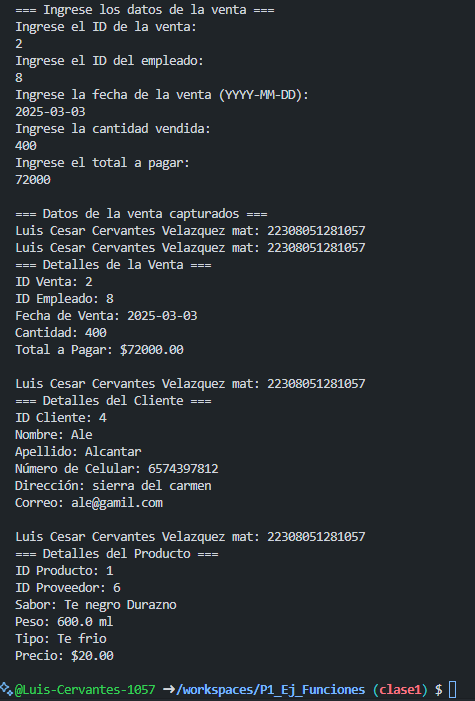 === Ingrese los datos de la venta ===
Ingrese el ID de la venta:
2
Ingrese el ID del empleado:
8
Ingrese la fecha de la venta (YYYY-MM-DD):
2025-03-03
Ingrese la cantidad vendida:
400
Ingrese el total a pagar:
72000

=== Datos de la venta capturados ===
Luis Cesar Cervantes Velazquez mat: 22308051281057
Luis Cesar Cervantes Velazquez mat: 22308051281057
=== Detalles de la Venta ===
ID Venta: 2
ID Empleado: 8
Fecha de Venta: 2025-03-03
Cantidad: 400
Total a Pagar: $72000.00

Luis Cesar Cervantes Velazquez mat: 22308051281057
=== Detalles del Cliente ===
ID Cliente: 4
Nombre: Ale
Apellido: Alcantar
Número de Celular: 6574397812
Dirección: sierra del carmen
Correo: ale@gamil.com

Luis Cesar Cervantes Velazquez mat: 22308051281057
=== Detalles del Producto ===
ID Producto: 1
ID Proveedor: 6
Sabor: Te negro Durazno
Peso: 600.0 ml
Tipo: Te frio
Precio: $20.00

@Luis-Cervantes-1057 ➜/workspaces/P1_Ej_Funciones (clase1) $